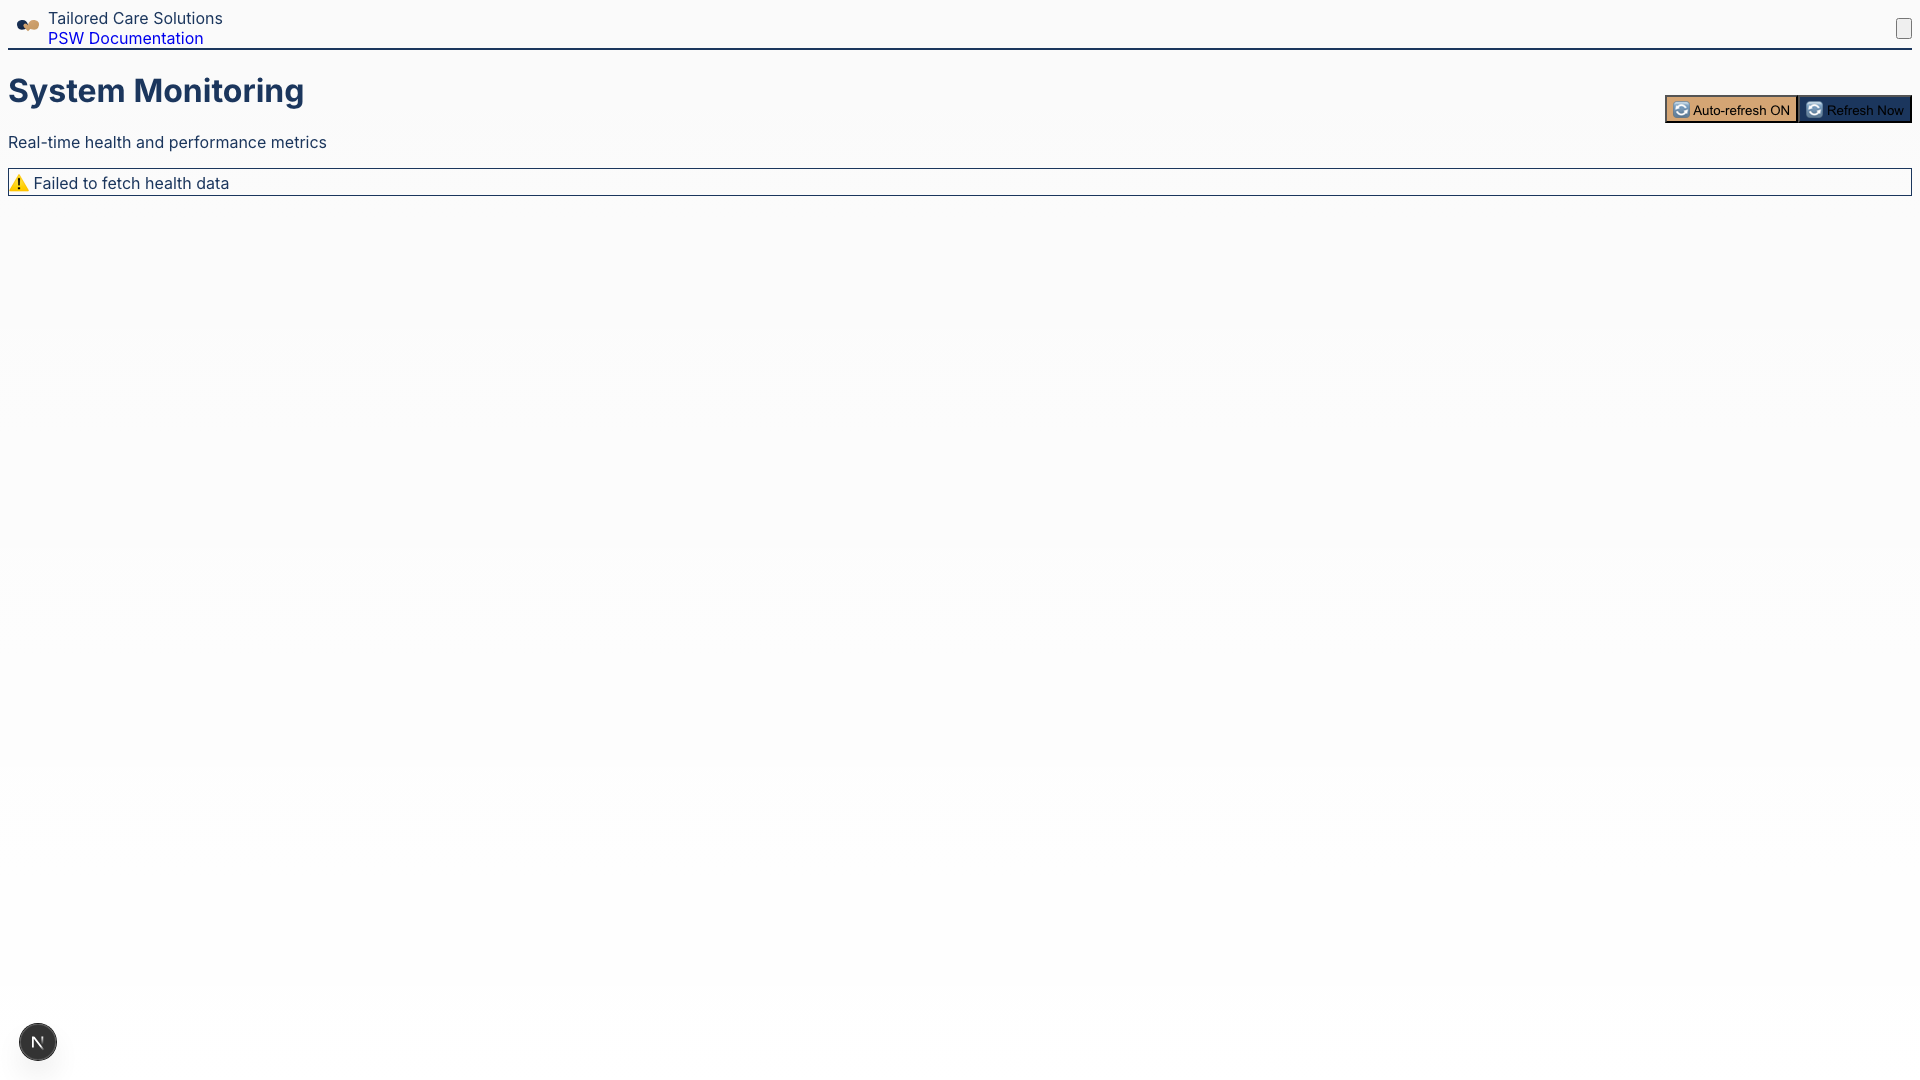 Tailored Care Solutions
PSW Documentation
System Monitoring
🔄 Auto-refresh ON
🔄 Refresh Now
Real-time health and performance metrics
⚠️ Failed to fetch health data
N